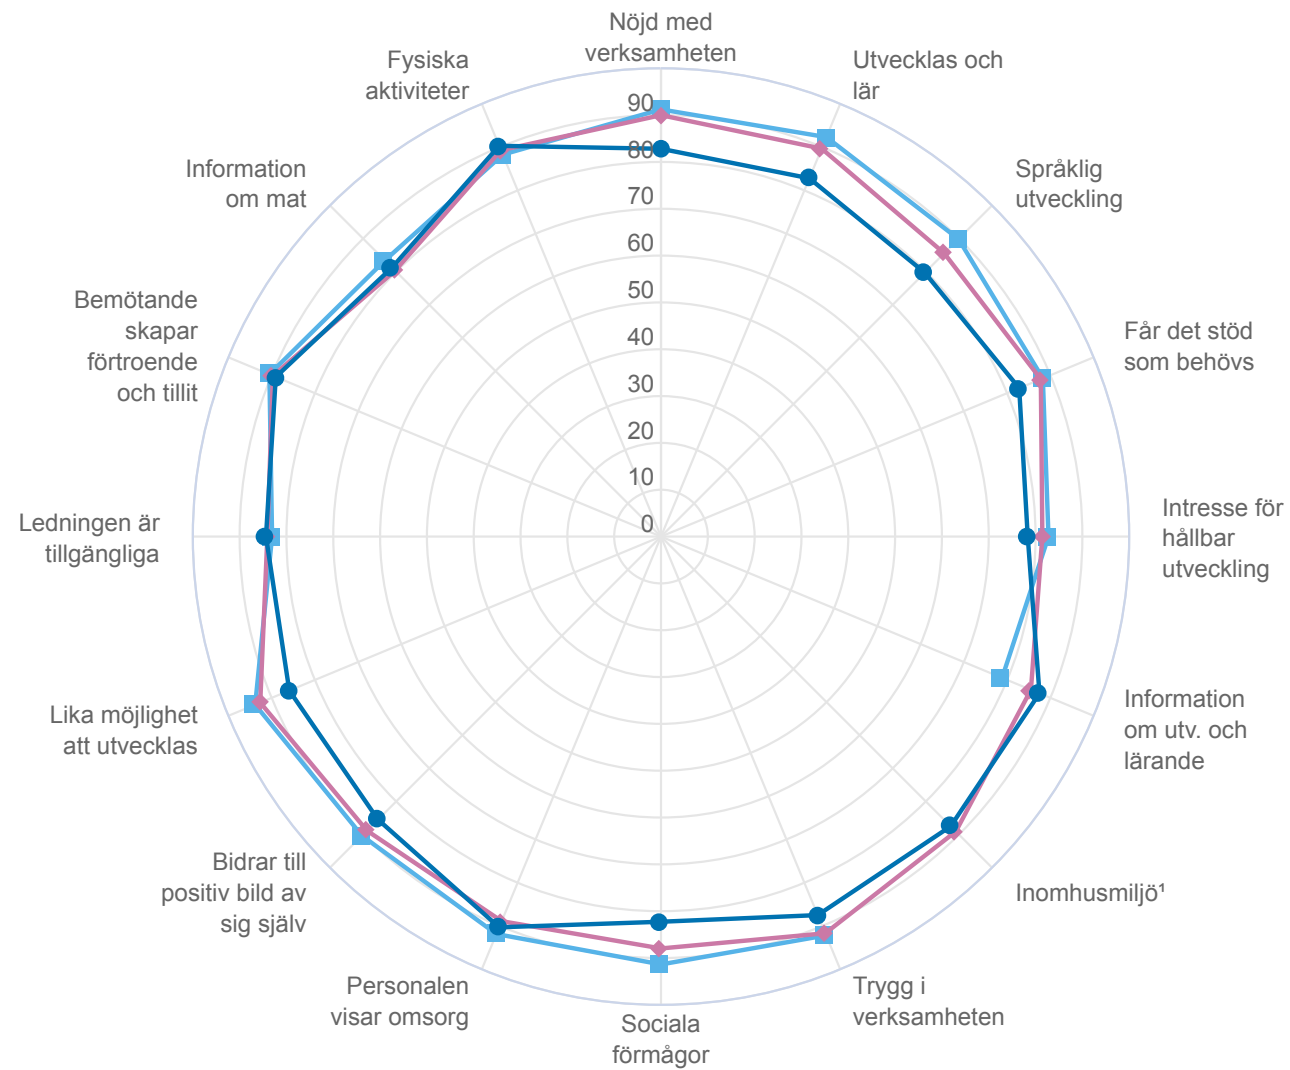 Nöjd med
verksamheten
Utvecklas och
lär
Språklig
utveckling
Får det stöd
som behövs
Intresse för
hållbar
utveckling
Information
om utv. och
lärande
Inomhusmiljö¹
Trygg i
verksamheten
Sociala
förmågor
Personalen
visar omsorg
Bidrar till
positiv bild av
sig själv
Lika möjlighet
att utvecklas
Ledningen är
tillgängliga
Bemötande
skapar
förtroende
och tillit
Information
om mat
Fysiska
aktiviteter
90
80
70
60
50
40
30
20
10
0